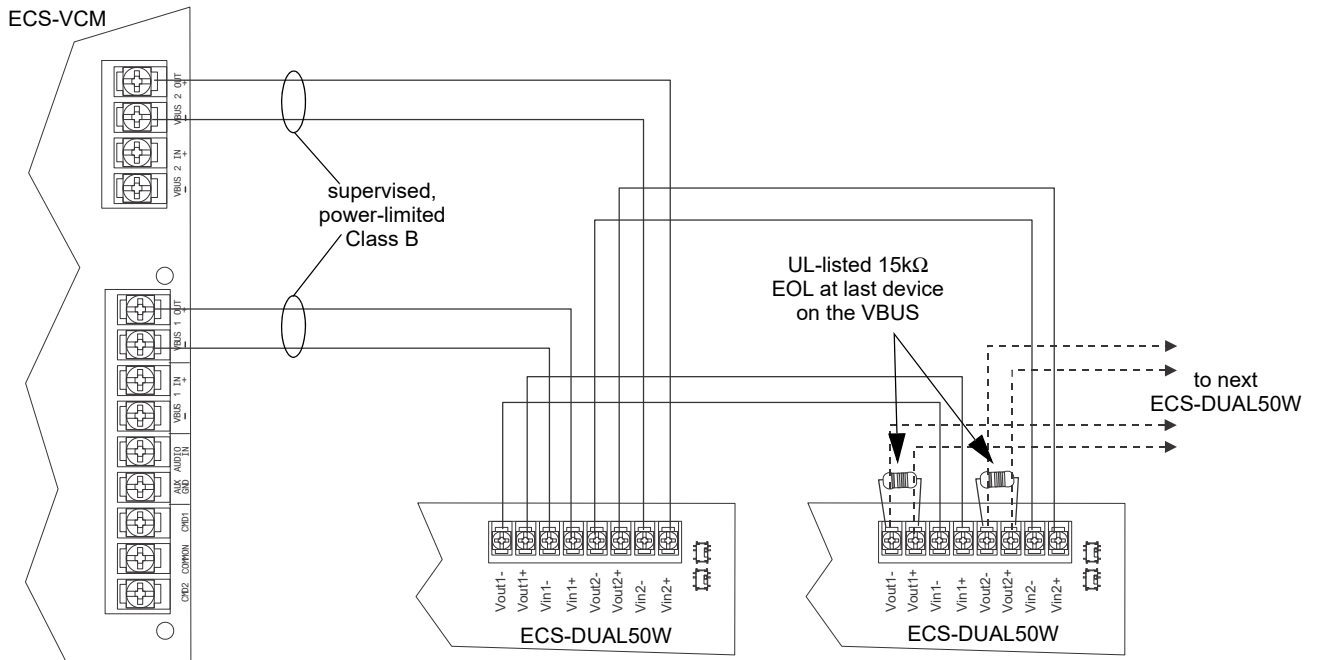 ECS-VCM
VBUS 2 OUT
+
−
VBUS 2 IN
+
−
supervised,
power-limited
Class B
VBUS 1 OUT
+
−
VBUS 1 IN
+
−
AUDIO
IN
AUX
GND
CMD1
COMMON
CMD2
UL-listed 15kΩ
EOL at last device
on the VBUS
to next
ECS-DUAL50W
Vout1-
Vout1+
Vin1-
Vin1+
Vout2-
Vout2+
Vin2-
Vin2+
ECS-DUAL50W
Vout1-
Vout1+
Vin1-
Vin1+
Vout2-
Vout2+
Vin2-
Vin2+
ECS-DUAL50W